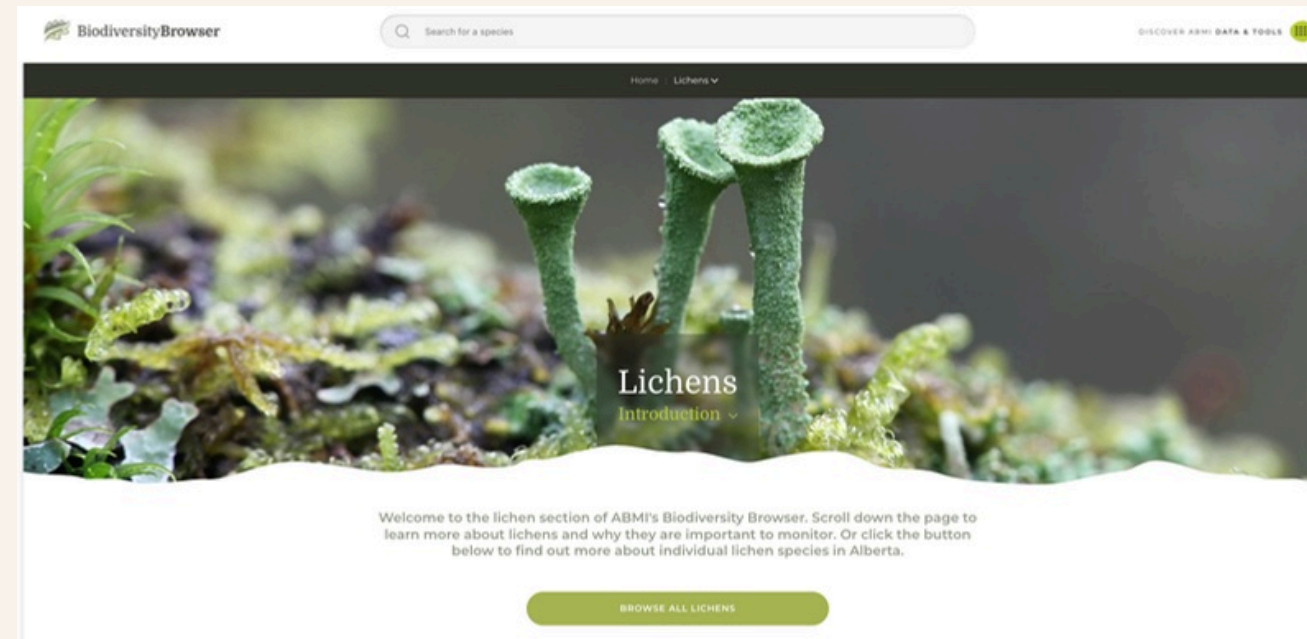 BiodiversityBrowser
Search for a species
DISCOVER ABMI DATA & TOOLS
Home Lichens
Lichens
Introduction
Welcome to the lichen section of ABMI's Biodiversity Browser. Scroll down the page to
learn more about lichens and why they are important to monitor. Or click the button
below to find out more about individual lichen species in Alberta.
BROWSE ALL LICHENS